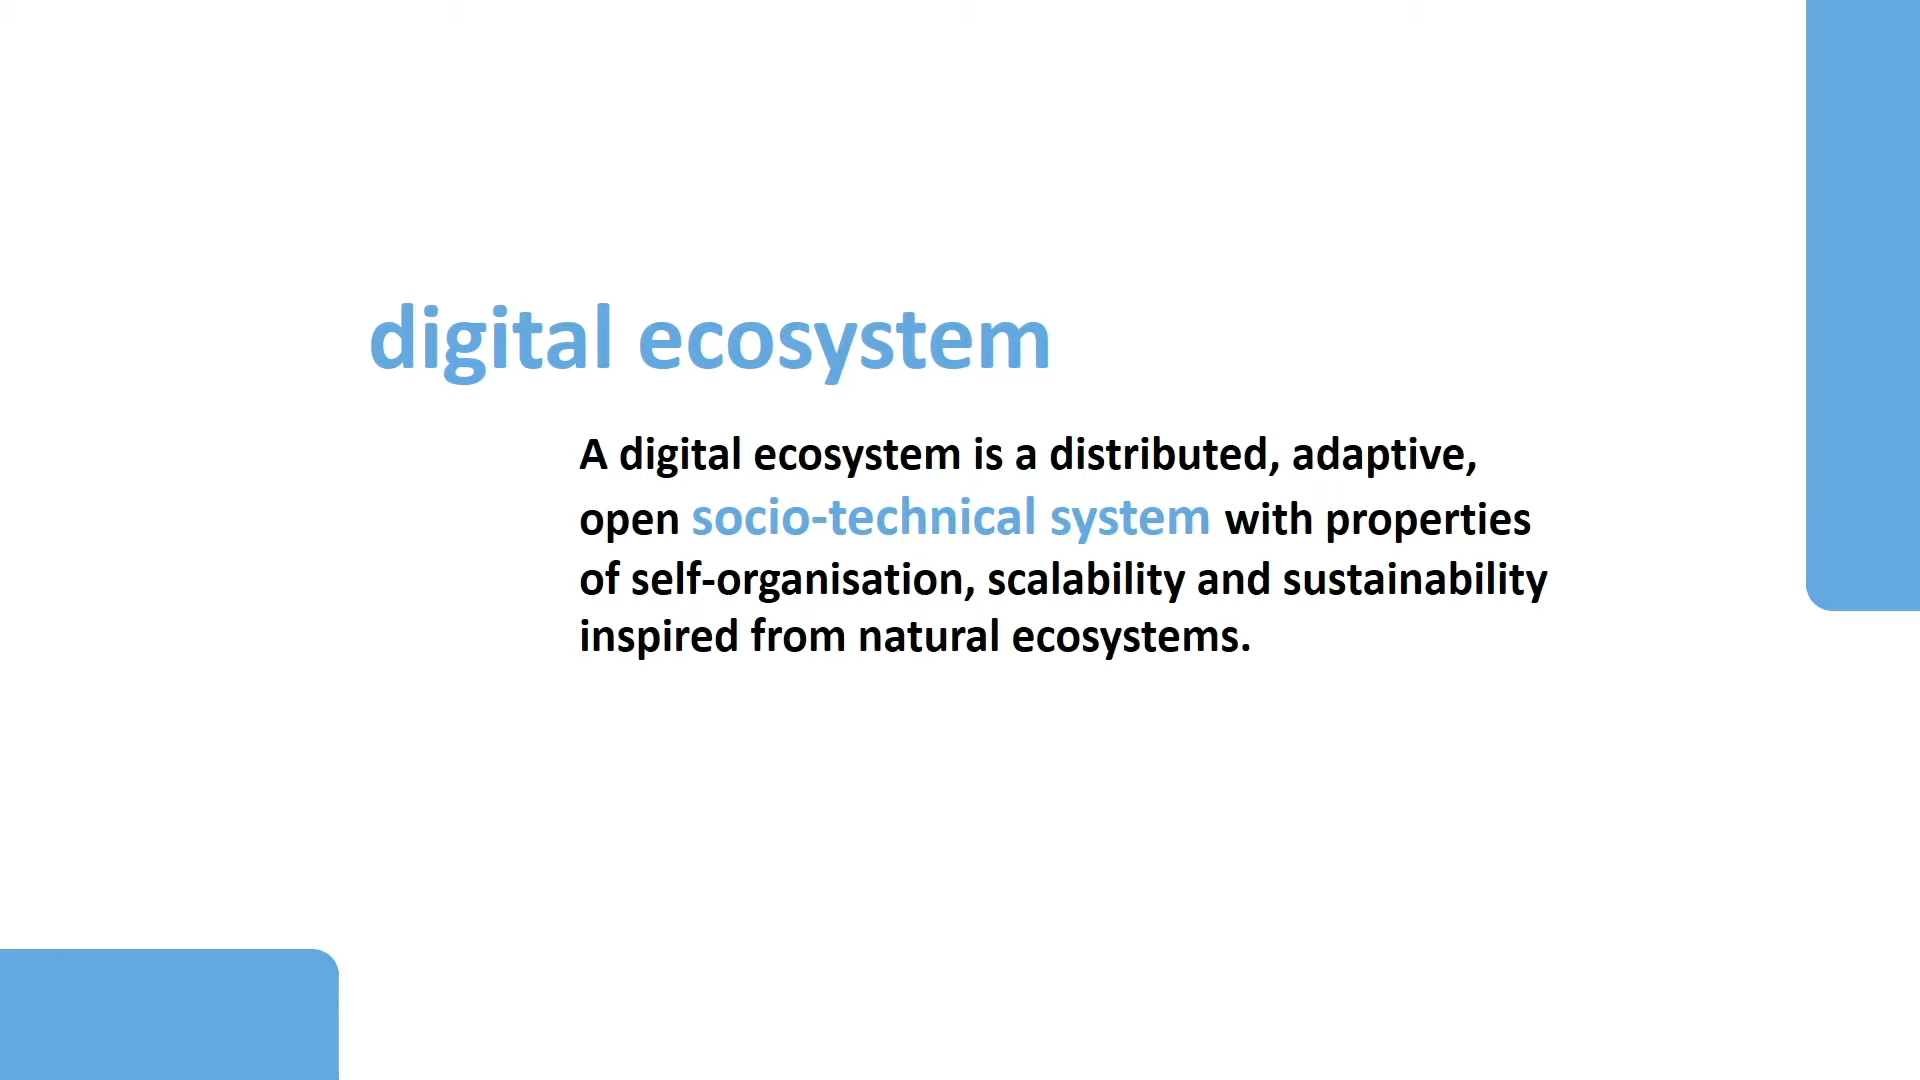 digital ecosystem
A digital ecosystem is a distributed, adaptive,
open socio-technical system with properties
of self-organisation, scalability and sustainability
inspired from natural ecosystems.